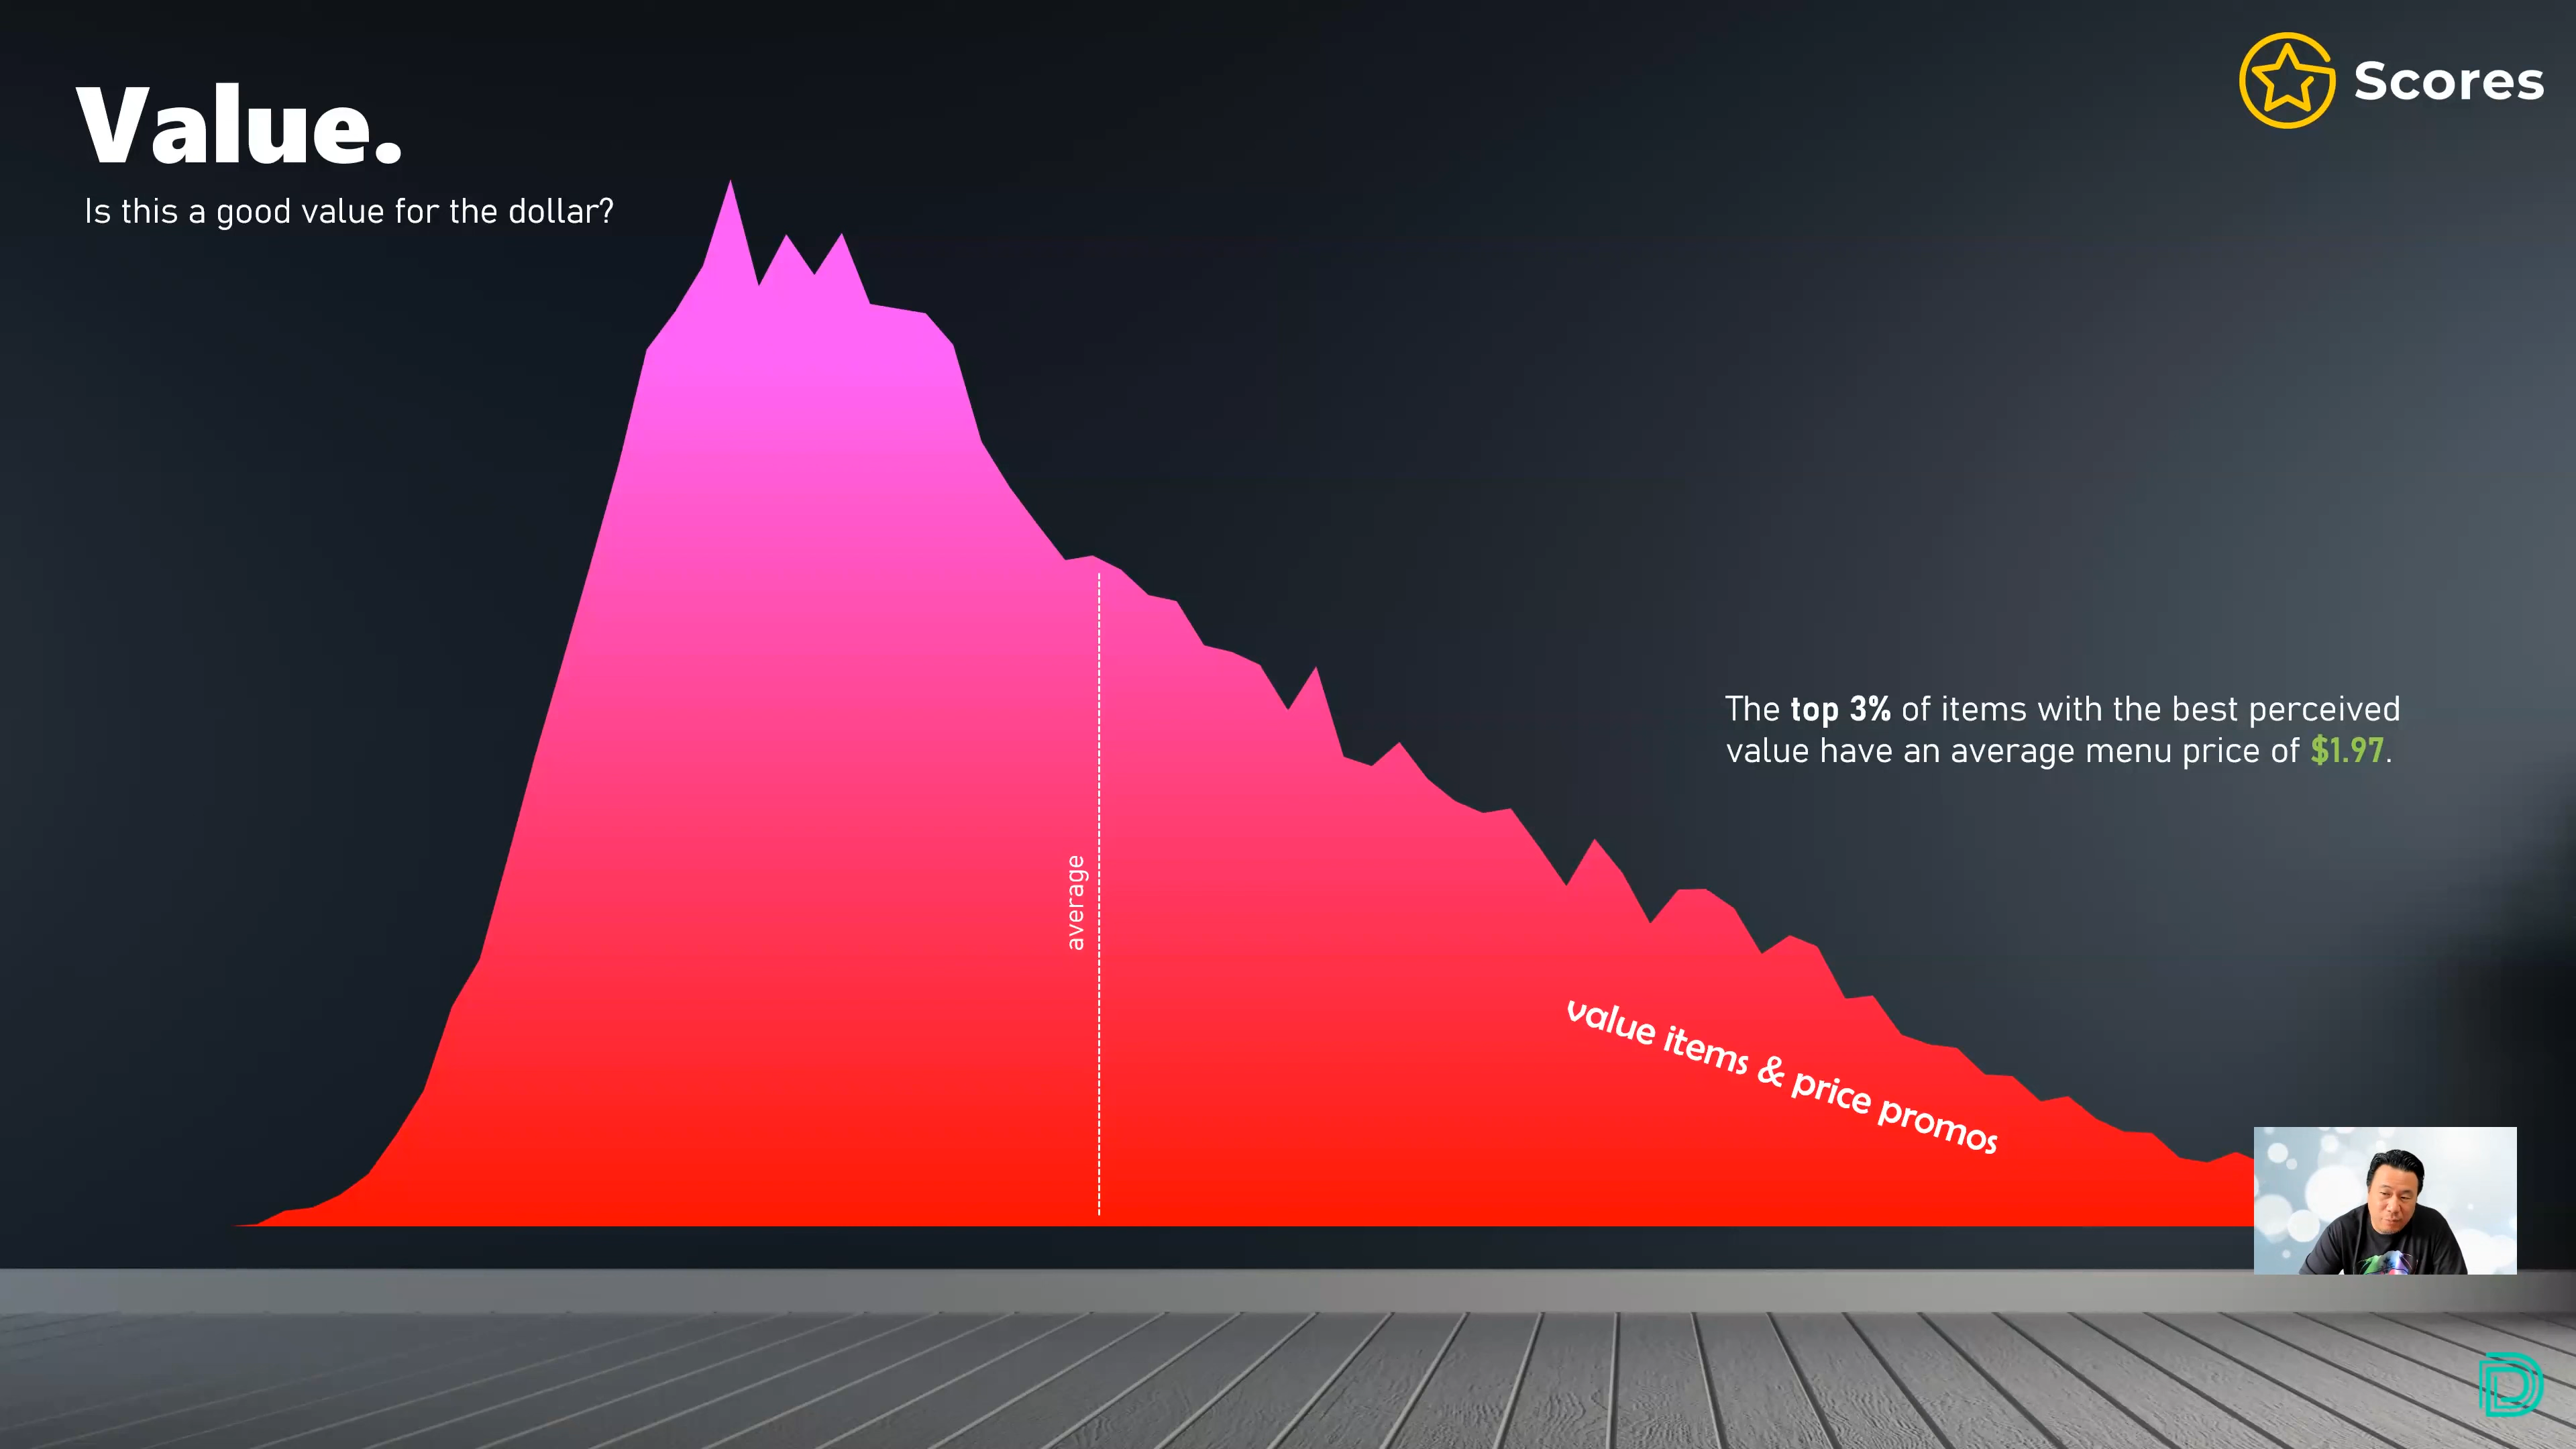 Value.
Is this a good value for the dollar?
Scores
The top 3% of items with the best perceived
value have an average menu price of $1.97.
average
value items & price promos